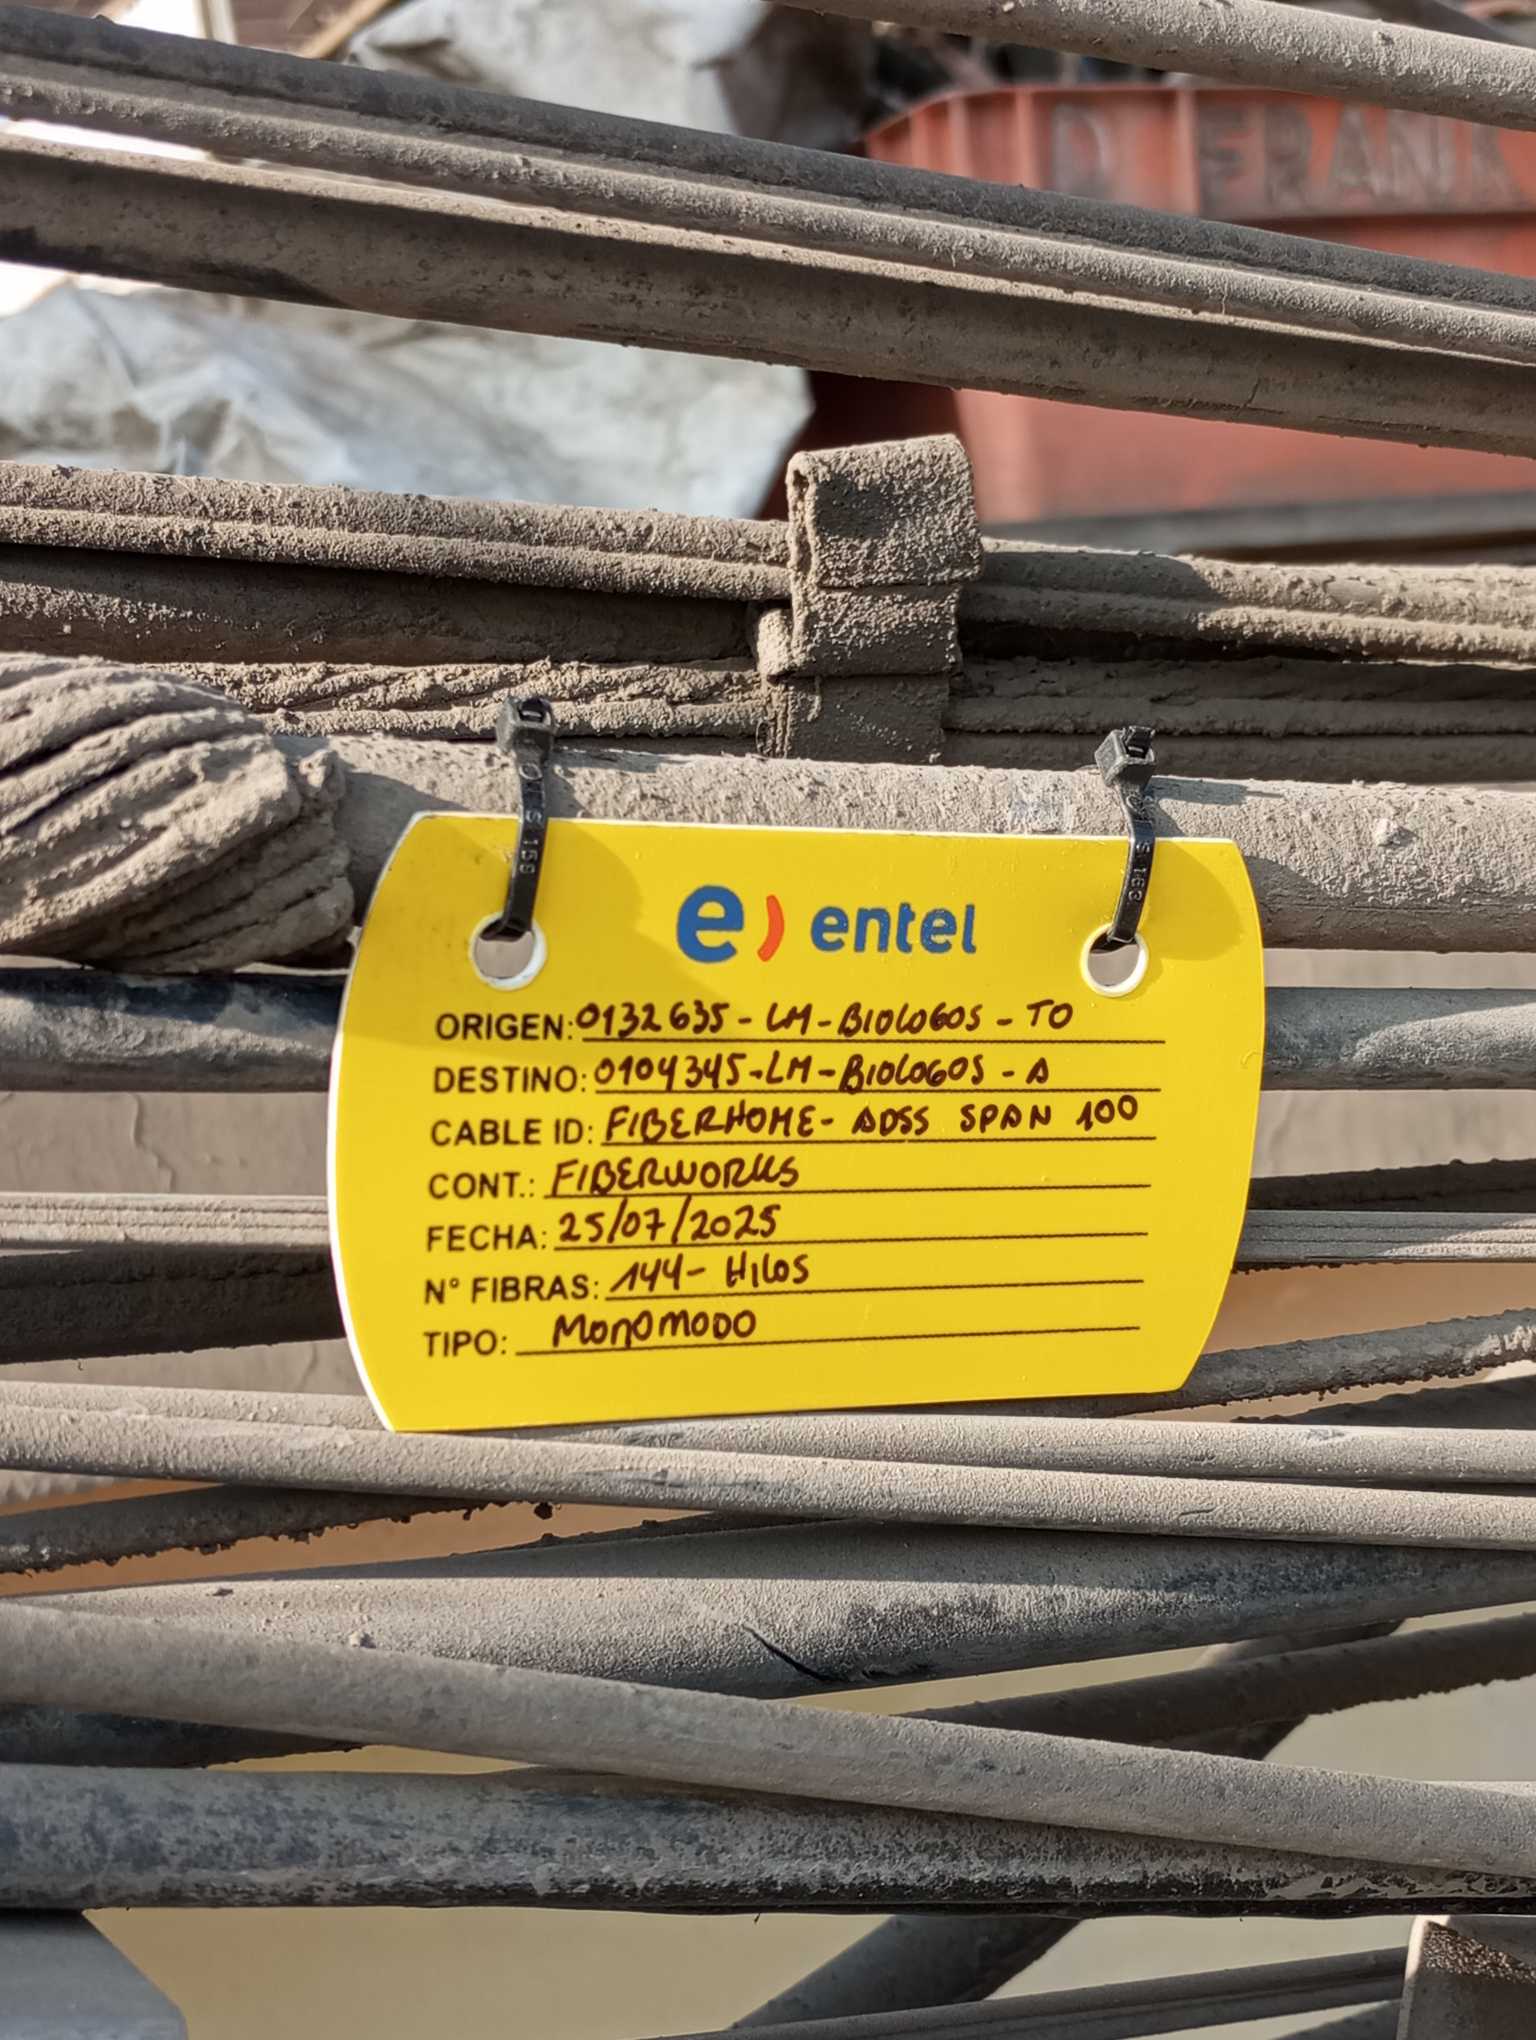 FRANK
e) entel
ORIGEN: 0132635 - LM - BIOLOGOS - TO
DESTINO: 0104345 - LM - BIOLOGOS - A
CABLE ID: FIBERHOME - ADSS SPAN 100
CONT.: FIBERWORKS
FECHA: 25/07/2025
N° FIBRAS: 144 - HILOS
TIPO: MONOMODO